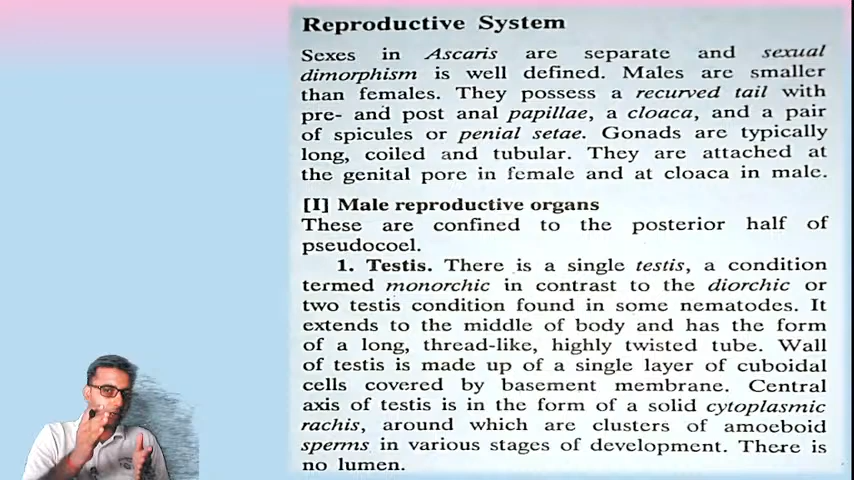 Reproductive System
Sexes in Ascaris are separate and sexual
dimorphism is well defined. Males are smaller
than females. They possess a recurved tail with
pre- and post anal papillae, a cloaca, and a pair
of spicules or penial setae. Gonads are typically
long, coiled and tubular. They are attached at
the genital pore in female and at cloaca in male.
[I] Male reproductive organs
These are confined to the posterior half of
pseudocoel.
1. Testis. There is a single testis, a condition
termed monorchic in contrast to the diorchic or
two testis condition found in some nematodes. It
extends to the middle of body and has the form
of a long, thread-like, highly twisted tube. Wall
of testis is made up of a single layer of cuboidal
cells covered by basement membrane. Central
axis of testis is in the form of a solid cytoplasmic
rachis, around which are clusters of amoeboid
sperms in various stages of development. There is
no lumen.